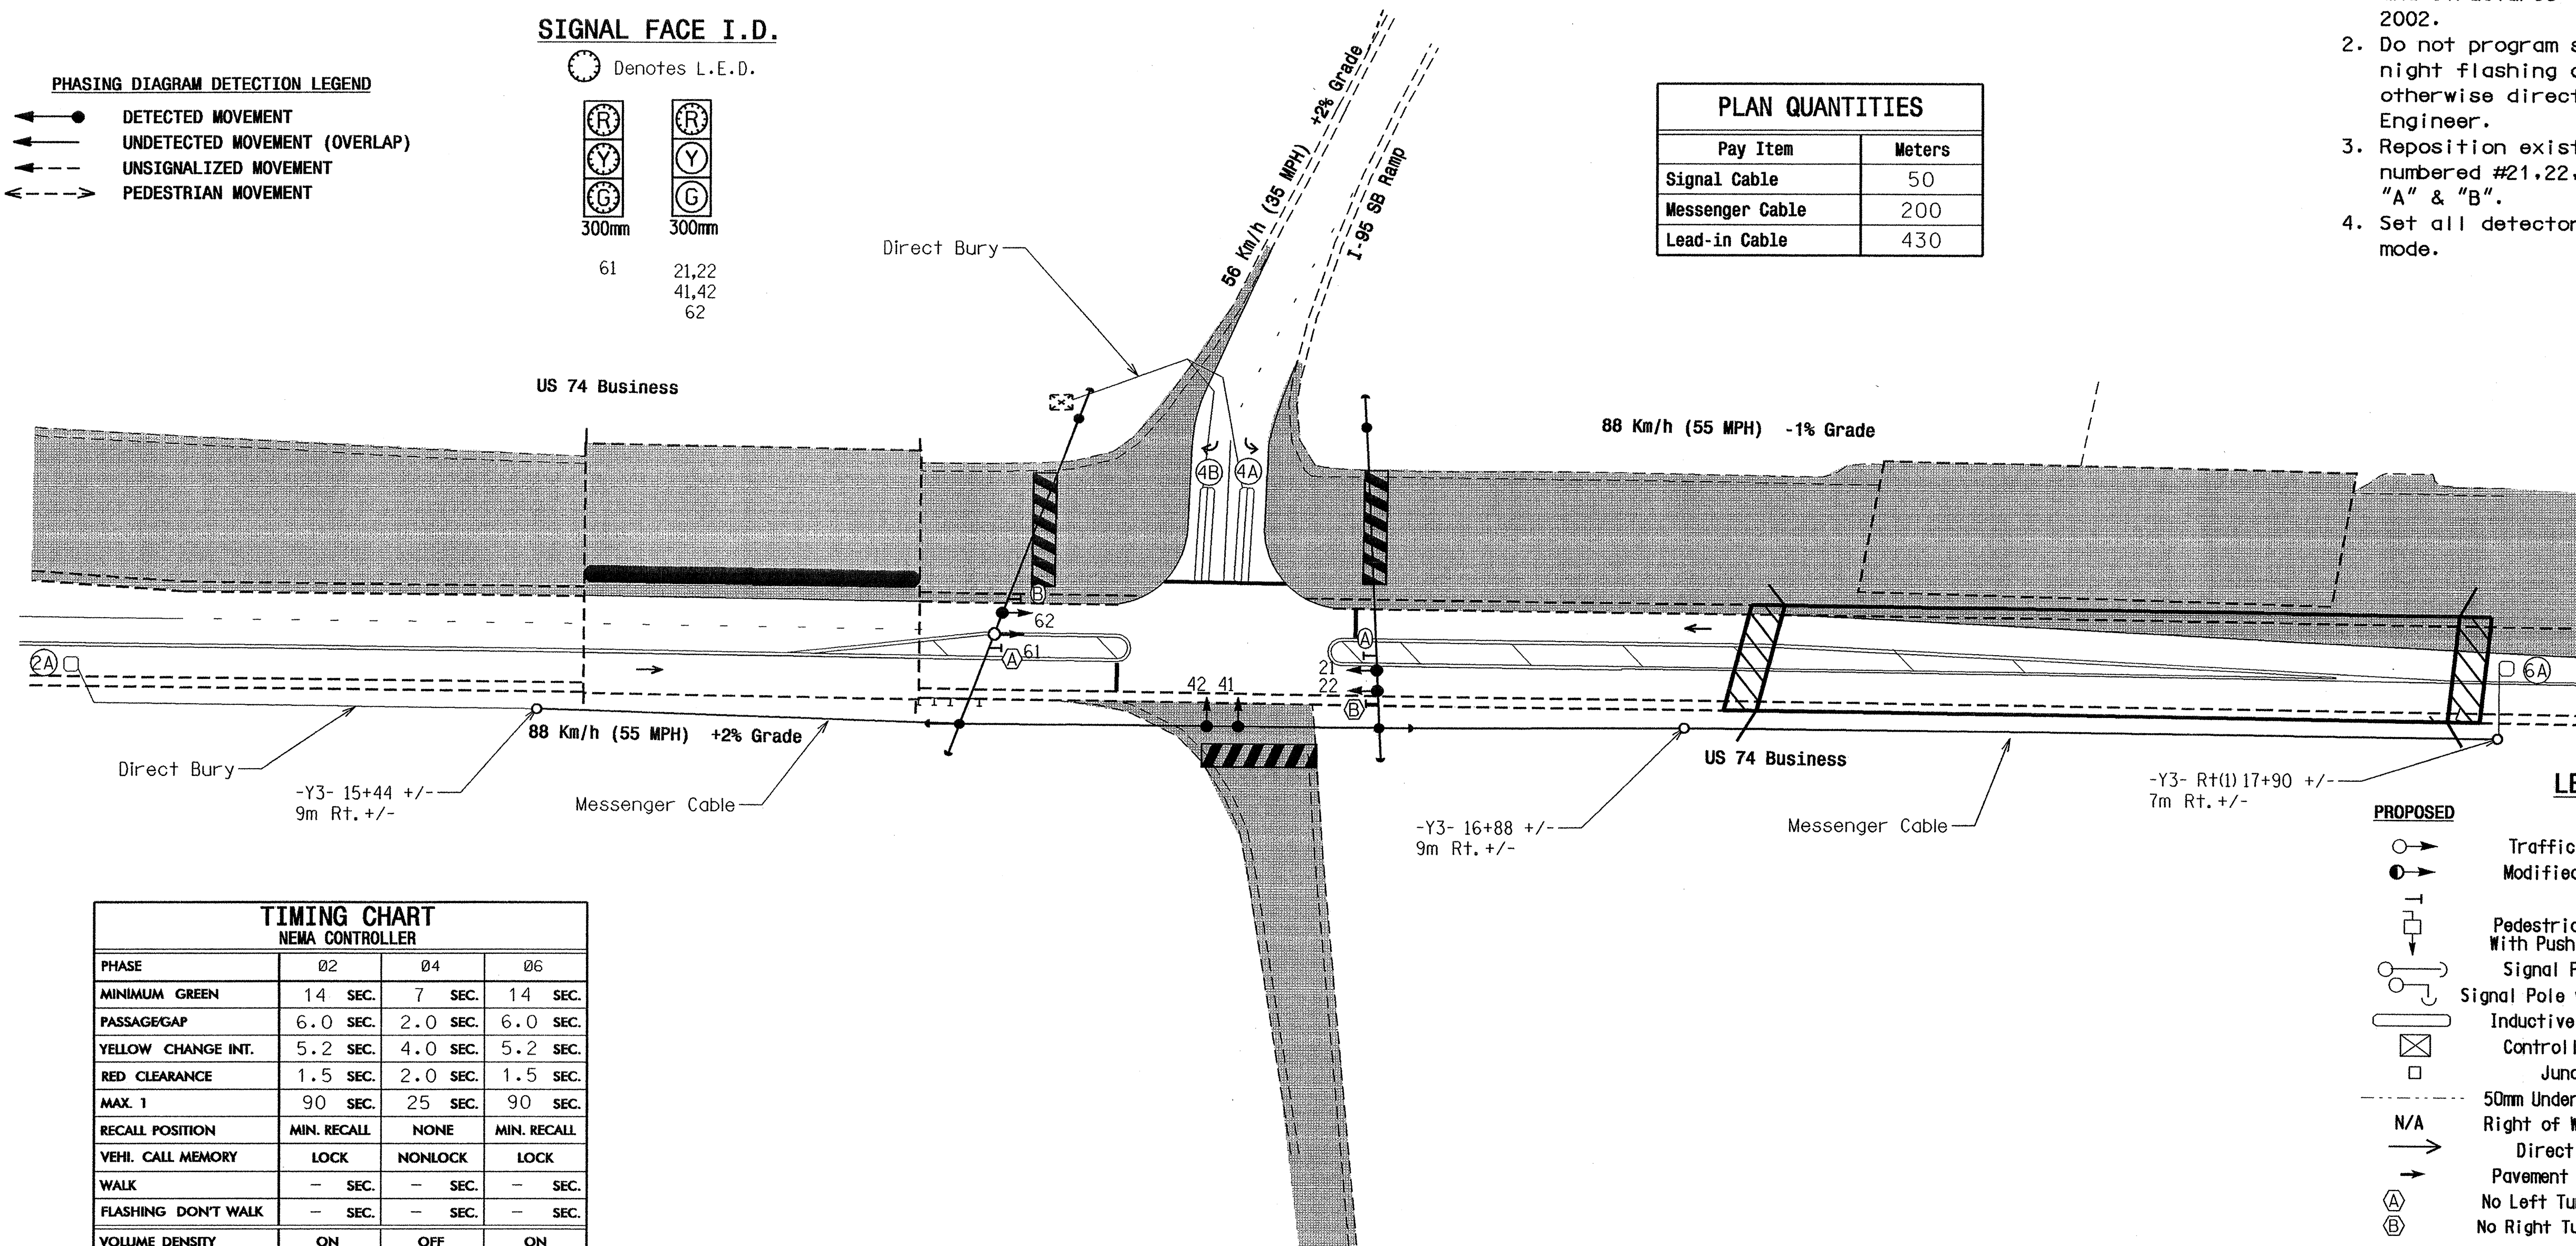 SIGNAL FACE I.D.
Denotes L.E.D.
R R
Y Y
G G
300mm 300mm
61 21,22
41,42
62
PHASING DIAGRAM DETECTION LEGEND
DETECTED MOVEMENT
UNDETECTED MOVEMENT (OVERLAP)
UNSIGNALIZED MOVEMENT
PEDESTRIAN MOVEMENT
PLAN QUANTITIES
Pay Item Meters
Signal Cable 50
Messenger Cable 200
Lead-in Cable 430
2002.
2. Do not program
night flashing
otherwise direct
Engineer.
3. Reposition exist
numbered #21,22,
"A" & "B".
4. Set all detector
mode.
56 Km/h (35 MPH) +2% Grade
I-95 SB Ramp
Direct Bury
US 74 Business
88 Km/h (55 MPH) -1% Grade
4B 4A
B
62
A 61
A
21
22
B
42 41
2A
6A
88 Km/h (55 MPH) +2% Grade
US 74 Business
Direct Bury
-Y3- 15+44 +/-
9m Rt. +/-
Messenger Cable
-Y3- 16+88 +/-
9m Rt. +/-
Messenger Cable
-Y3- Rt(1) 17+90 +/-
7m Rt. +/-
TIMING CHART
NEMA CONTROLLER
PHASE Ø2 Ø4 Ø6
MINIMUM GREEN 14 SEC. 7 SEC. 14 SEC.
PASSAGE/GAP 6.0 SEC. 2.0 SEC. 6.0 SEC.
YELLOW CHANGE INT. 5.2 SEC. 4.0 SEC. 5.2 SEC.
RED CLEARANCE 1.5 SEC. 2.0 SEC. 1.5 SEC.
MAX. 1 90 SEC. 25 SEC. 90 SEC.
RECALL POSITION MIN. RECALL NONE MIN. RECALL
VEHI. CALL MEMORY LOCK NONLOCK LOCK
WALK – SEC. – SEC. – SEC.
FLASHING DON'T WALK – SEC. – SEC. – SEC.
VOLUME DENSITY ON OFF ON
LE
PROPOSED
Traffic
Modified
Pedestric
With Push
Signal P
Signal Pole
Inductive
Control
Junc
50mm Under
N/A Right of W
Direct
Pavement
A No Left Tu
B No Right Tu